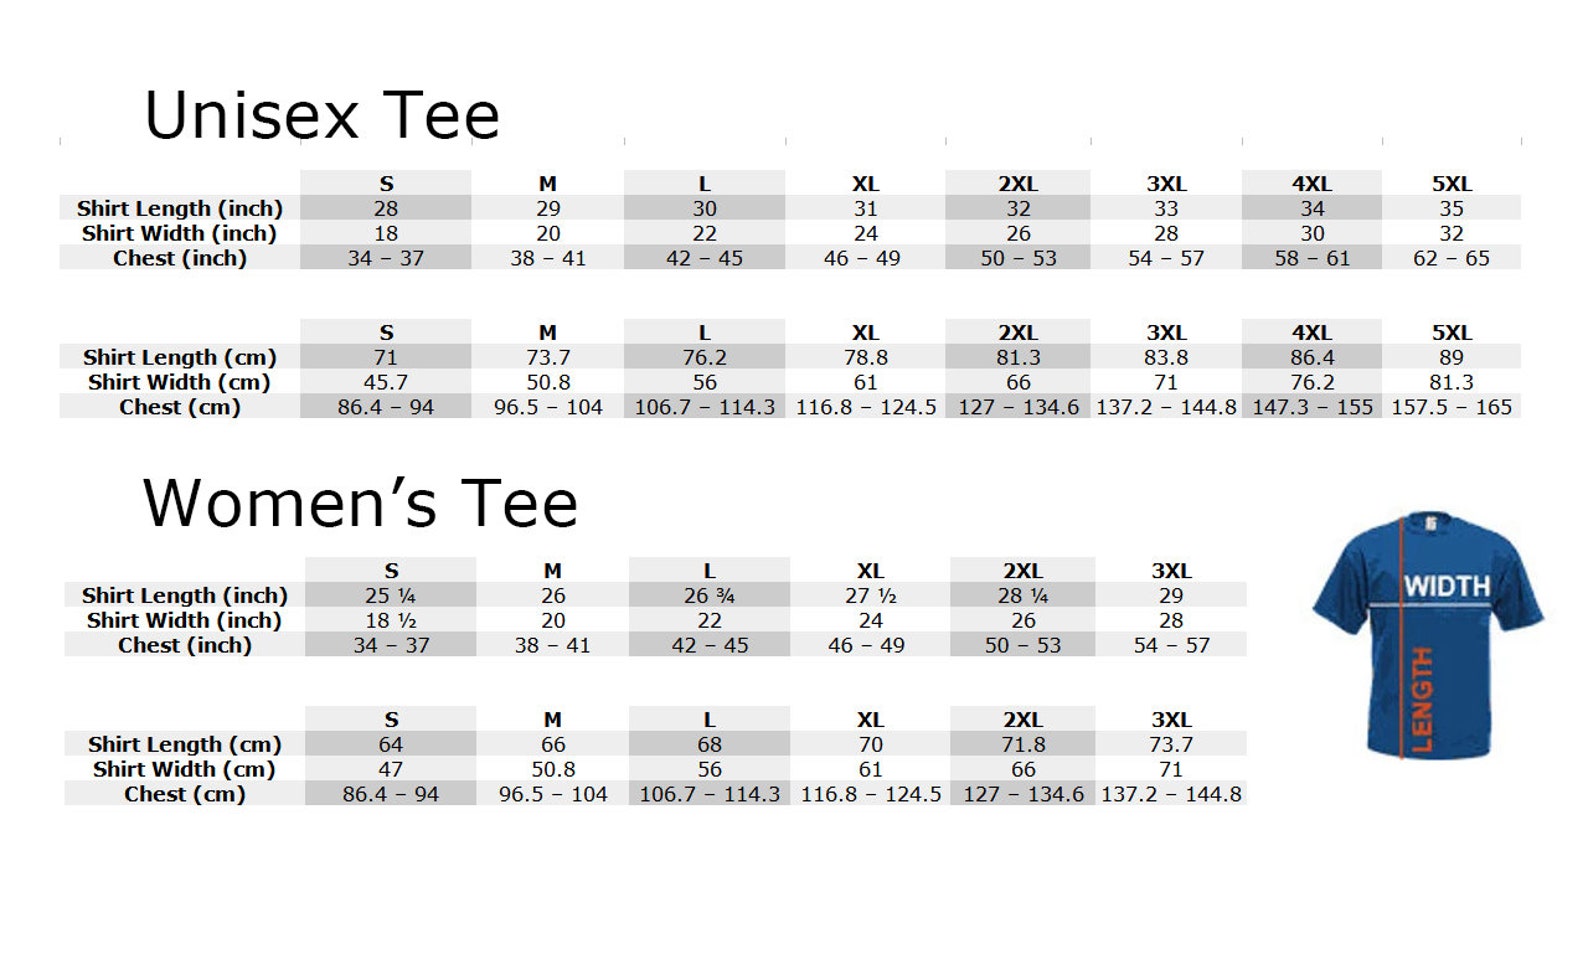 Unisex Tee
S M L XL 2XL 3XL 4XL 5XL
Shirt Length (inch) 28 29 30 31 32 33 34 35
Shirt Width (inch) 18 20 22 24 26 28 30 32
Chest (inch) 34 – 37 38 – 41 42 – 45 46 – 49 50 – 53 54 – 57 58 – 61 62 – 65
S M L XL 2XL 3XL 4XL 5XL
Shirt Length (cm) 71 73.7 76.2 78.8 81.3 83.8 86.4 89
Shirt Width (cm) 45.7 50.8 56 61 66 71 76.2 81.3
Chest (cm) 86.4 – 94 96.5 – 104 106.7 – 114.3 116.8 – 124.5 127 – 134.6 137.2 – 144.8 147.3 – 155 157.5 – 165
Women’s Tee
S M L XL 2XL 3XL
Shirt Length (inch) 25 ¼ 26 26 ¾ 27 ½ 28 ¼ 29
Shirt Width (inch) 18 ½ 20 22 24 26 28
Chest (inch) 34 – 37 38 – 41 42 – 45 46 – 49 50 – 53 54 – 57
S M L XL 2XL 3XL
Shirt Length (cm) 64 66 68 70 71.8 73.7
Shirt Width (cm) 47 50.8 56 61 66 71
Chest (cm) 86.4 – 94 96.5 – 104 106.7 – 114.3 116.8 – 124.5 127 – 134.6 137.2 – 144.8
WIDTH
LENGTH